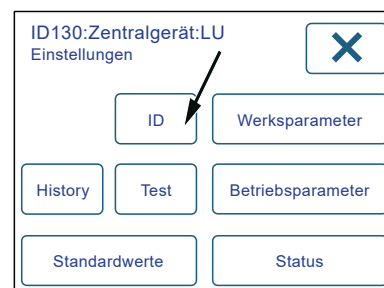 ID130:Zentralgerät:LU
Einstellungen
ID
Werksparameter
History
Test
Betriebsparameter
Standardwerte
Status